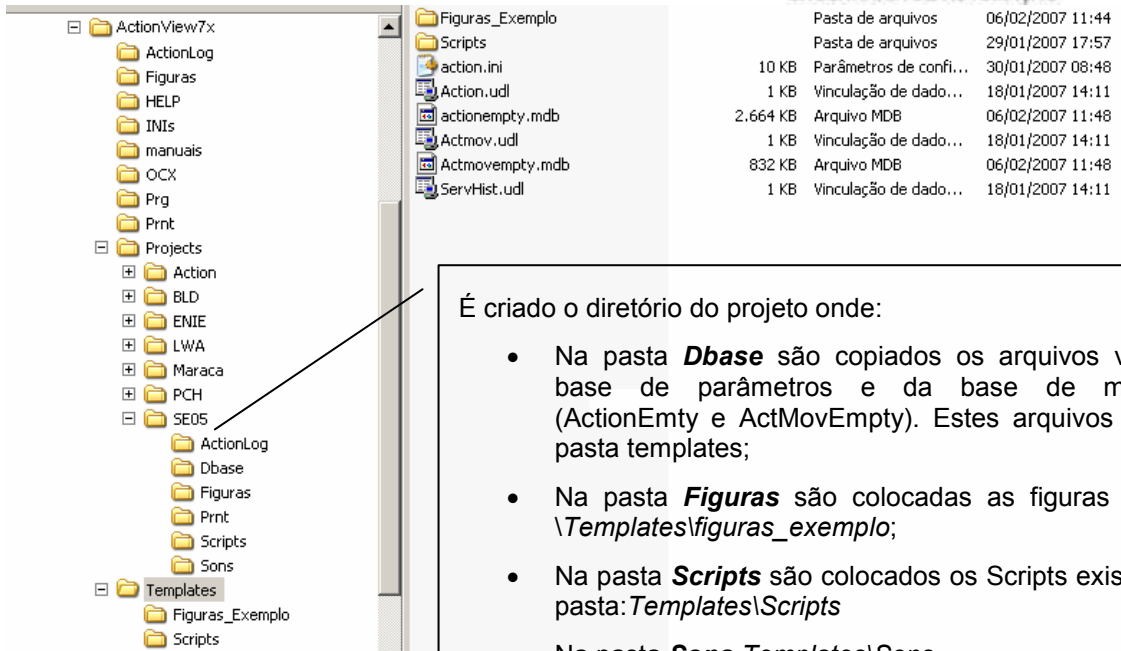 ActionView7x
ActionLog
Figuras
HELP
INIs
manuais
OCX
Prg
Prnt
Projects
Action
BLD
ENIE
LWA
Maraca
PCH
SE05
ActionLog
Dbase
Figuras
Prnt
Scripts
Sons
Templates
Figuras_Exemplo
Scripts
Figuras_Exemplo Pasta de arquivos 06/02/2007 11:44
Scripts Pasta de arquivos 29/01/2007 17:57
action.ini 10 KB Parâmetros de confi... 30/01/2007 08:48
Action.udl 1 KB Vinculação de dado... 18/01/2007 14:11
actionempty.mdb 2.664 KB Arquivo MDB 06/02/2007 11:48
Actmov.udl 1 KB Vinculação de dado... 18/01/2007 14:11
Actmovempty.mdb 832 KB Arquivo MDB 06/02/2007 11:48
ServHist.udl 1 KB Vinculação de dado... 18/01/2007 14:11
É criado o diretório do projeto onde:
• Na pasta Dbase são copiados os arquivos v
base de parâmetros e da base de m
(ActionEmty e ActMovEmpty). Estes arquivos
pasta templates;
• Na pasta Figuras são colocadas as figuras
\Templates\figuras_exemplo;
• Na pasta Scripts são colocados os Scripts exis
pasta:Templates\Scripts
Na pasta Sons Templates\Sons